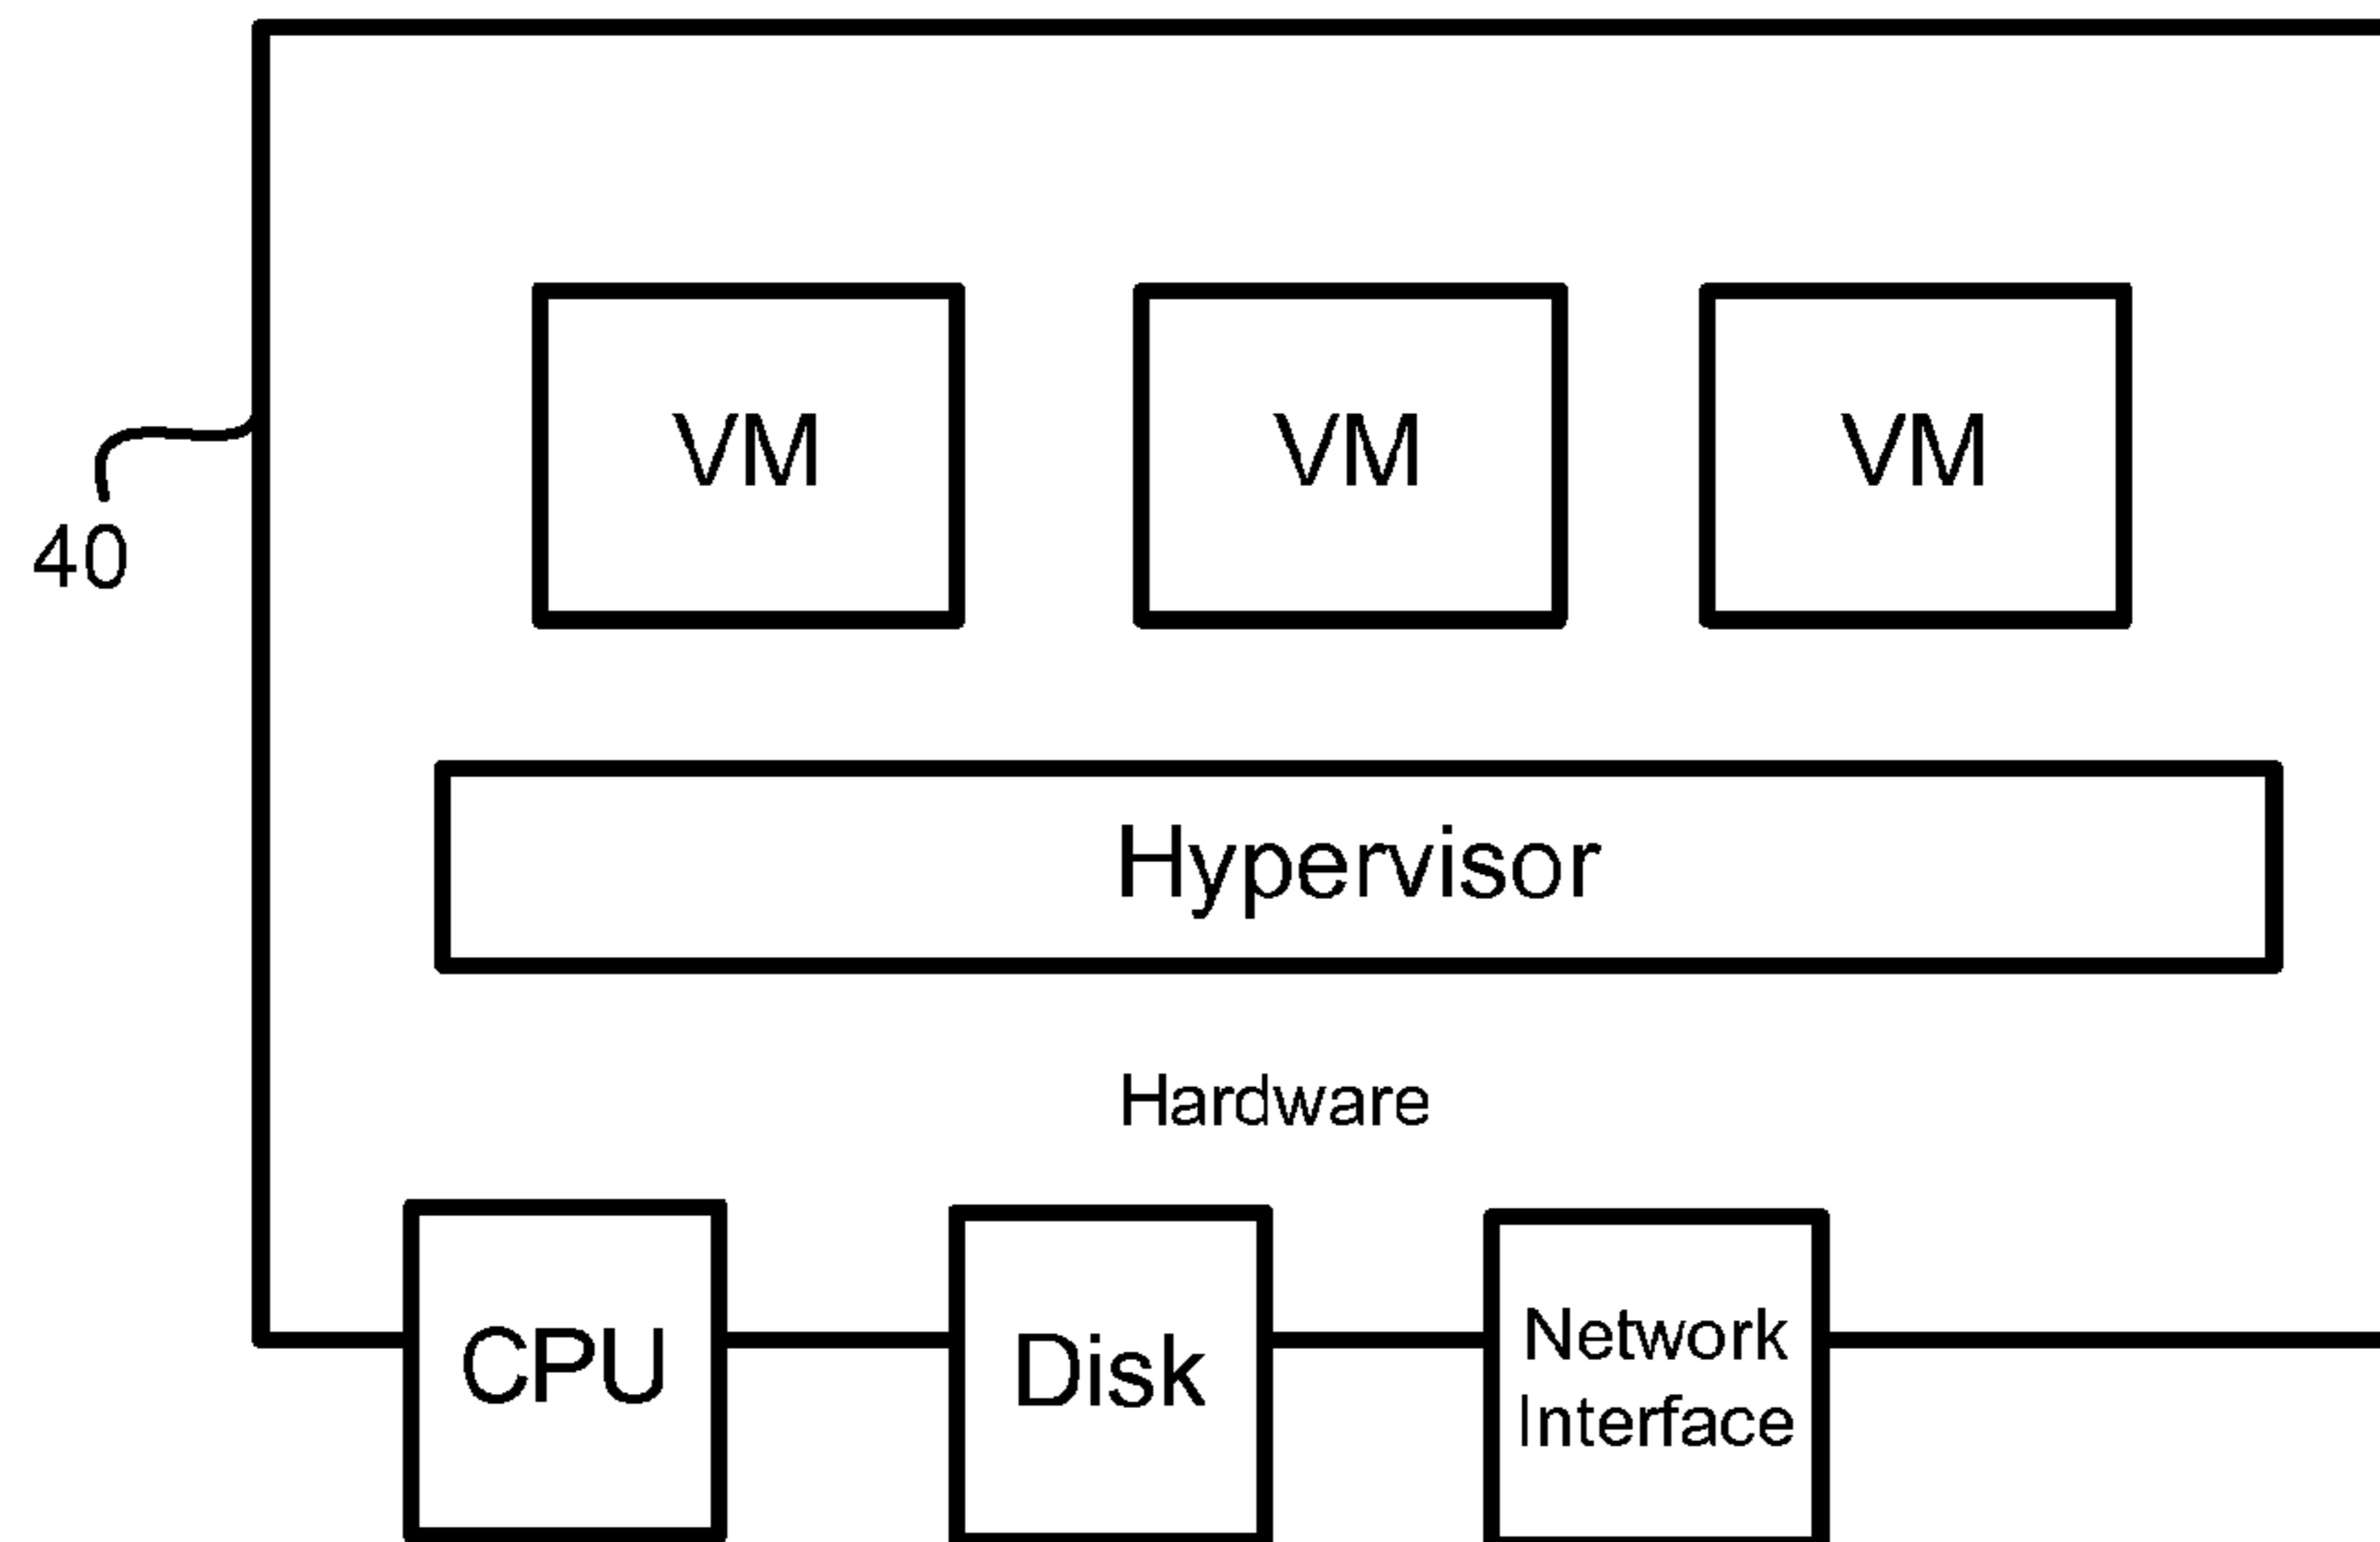 VM
VM
VM
40
Hypervisor
Hardware
CPU
Disk
Network
Interface